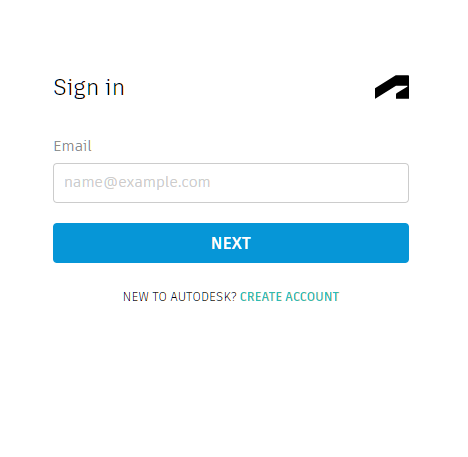 Sign in
Email
name@example.com
NEXT
NEW TO AUTODESK? CREATE ACCOUNT